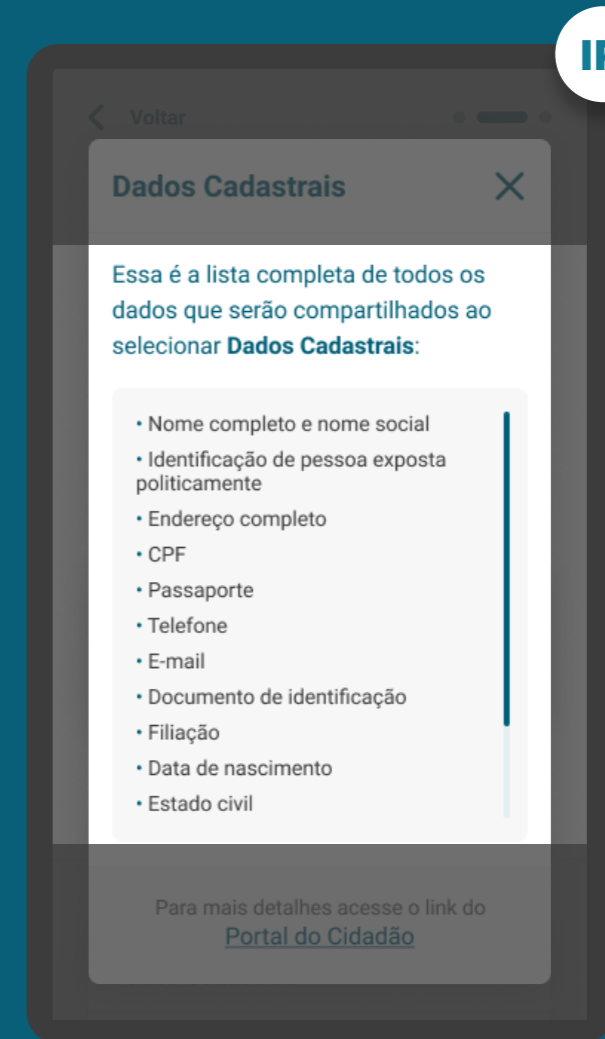 Voltar
Dados Cadastrais
Essa é a lista completa de todos os
dados que serão compartilhados ao
selecionar Dados Cadastrais:
• Nome completo e nome social
• Identificação de pessoa exposta
politicamente
• Endereço completo
• CPF
• Passaporte
• Telefone
• E-mail
• Documento de identificação
• Filiação
• Data de nascimento
• Estado civil
Para mais detalhes acesse o link do
Portal do Cidadão